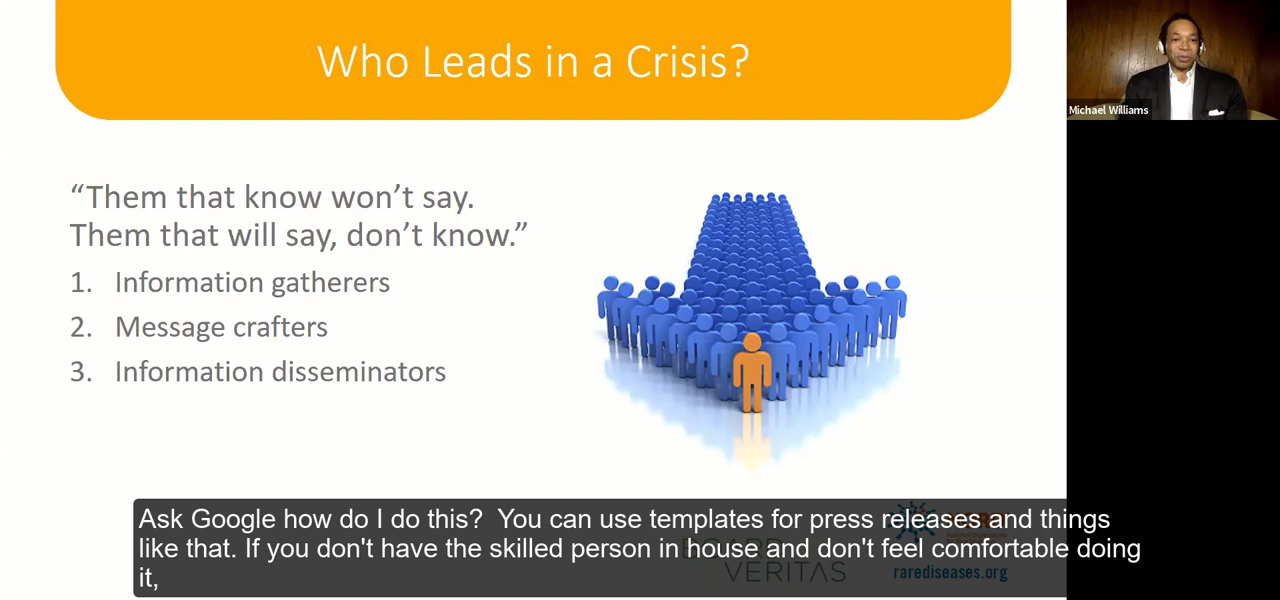 Who Leads in a Crisis?
Michael Williams
“Them that know won’t say.
Them that will say, don’t know.”
1. Information gatherers
2. Message crafters
3. Information disseminators
Ask Google how do I do this?  You can use templates for press releases and things
like that. If you don't have the skilled person in house and don't feel comfortable doing
it,
VERITAS
rarediseases.org